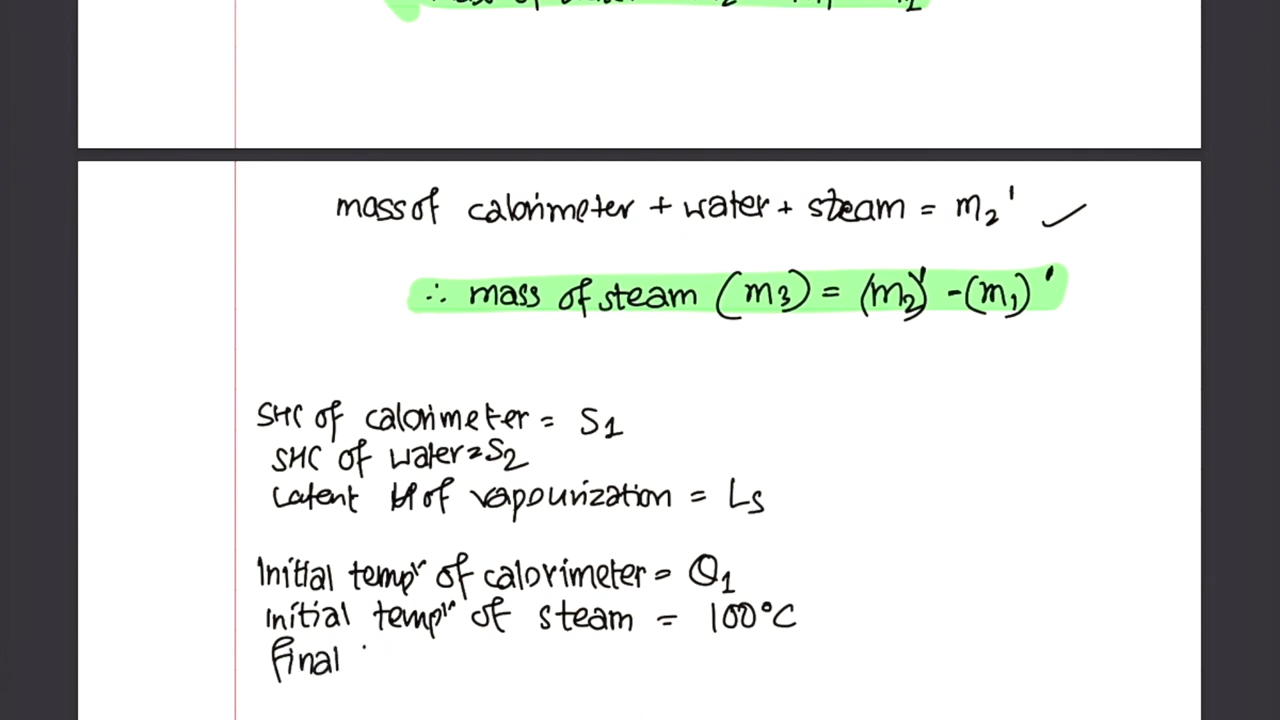 mass of calorimeter + water + steam = m₂'
∴ mass of steam (m₃) = (m₂)' - (m₁)'
SHC of calorimeter = S₁
SHC of water = S₂
Latent H of vapourization = Ls
Initial tempr of calorimeter = Θ₁
Initial tempr of steam = 100°C
final